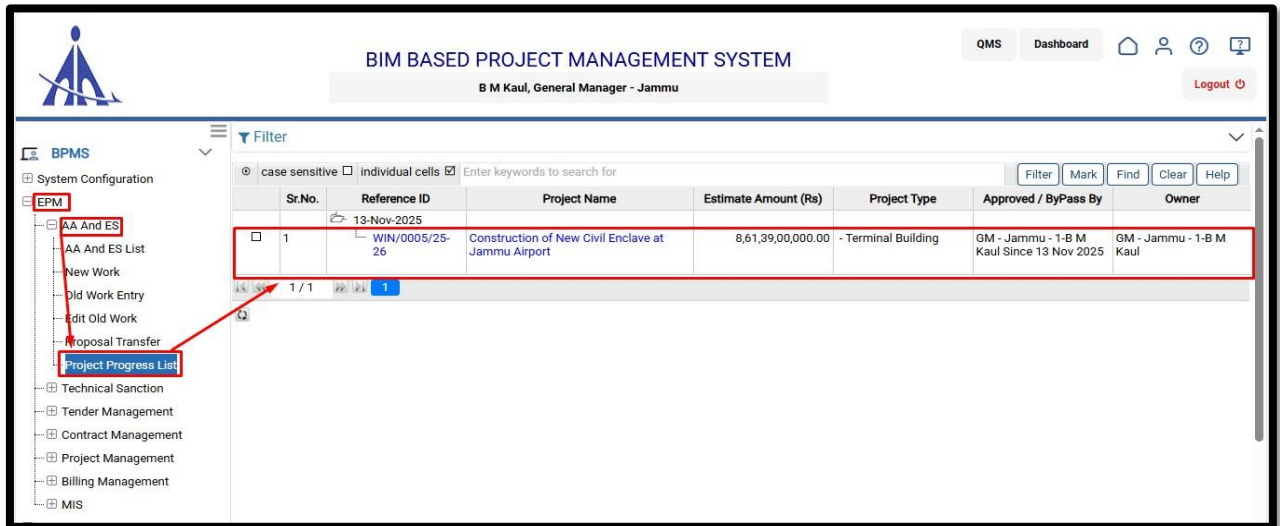 BIM BASED PROJECT MANAGEMENT SYSTEM
B M Kaul, General Manager - Jammu
QMS
Dashboard
Logout
BPMS
System Configuration
EPM
AA And ES
AA And ES List
New Work
Old Work Entry
Edit Old Work
Proposal Transfer
Project Progress List
Technical Sanction
Tender Management
Contract Management
Project Management
Billing Management
MIS
Filter
case sensitive individual cells Enter keywords to search for Filter Mark Find Clear Help
Sr.No. Reference ID Project Name Estimate Amount (Rs) Project Type Approved / ByPass By Owner
13-Nov-2025
1 WIN/0005/25- Construction of New Civil Enclave at 8,61,39,00,000.00 - Terminal Building GM - Jammu - 1-B M GM - Jammu - 1-B M
26 Jammu Airport Kaul Since 13 Nov 2025 Kaul
1 / 1 1